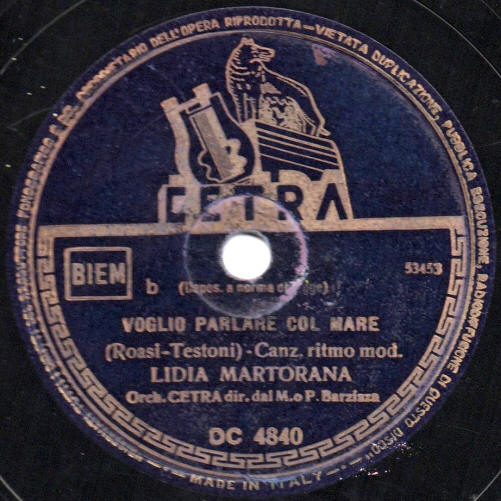 PROPRIETARIO DELL'OPERA RIPRODOTTA—VIETATA DUPLICAZIONE, PUBBLICA ESECUZIONE, RADIODIFFUSIONE DI QUESTO DISCO
CETRA
BIEM
b
53453
VOGLIO PARLARE COL MARE
(Roasi-Testoni)-Canz. ritmo mod.
LIDIA MARTORANA
Orch. CETRA dir. dal M.o P. Barzizza
DC 4840
MADE IN ITALY